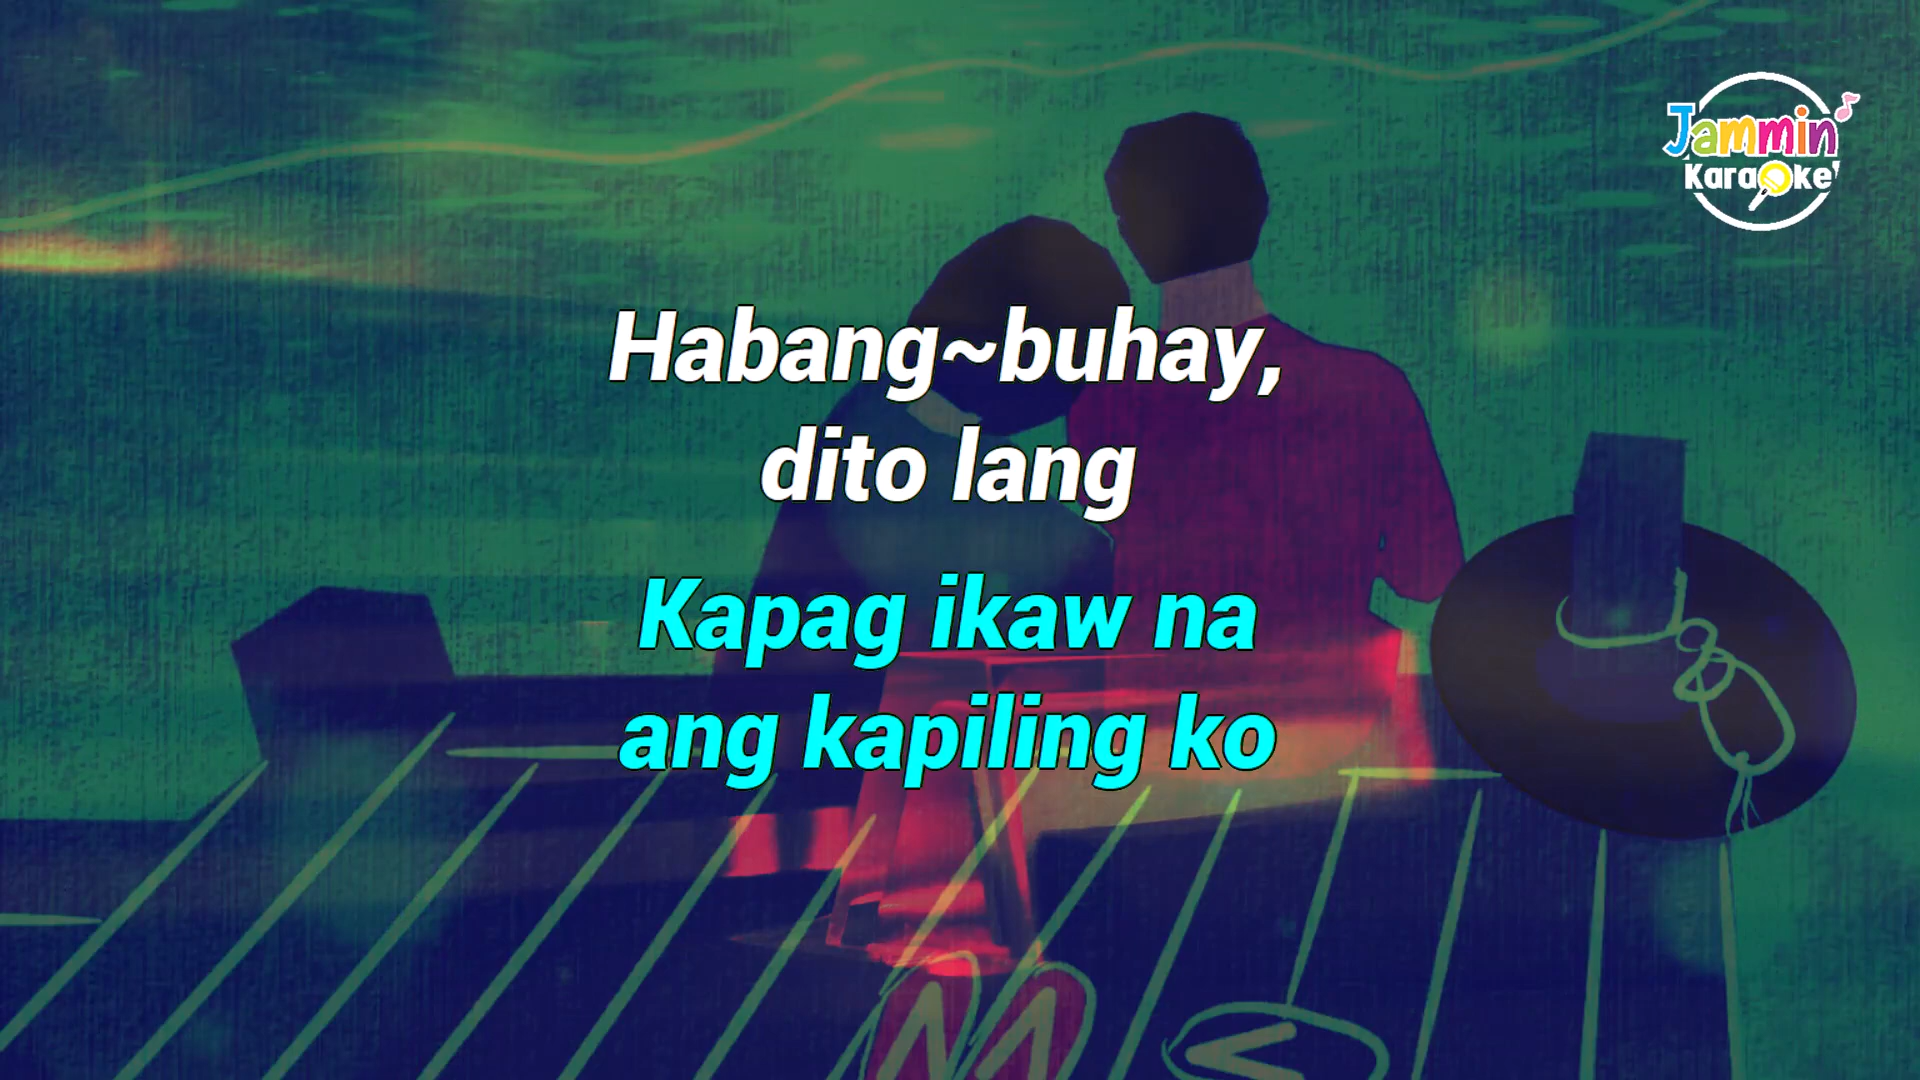 Jammin'
Karaoke
Habang~buhay,
dito lang
Kapag ikaw na
ang kapiling ko